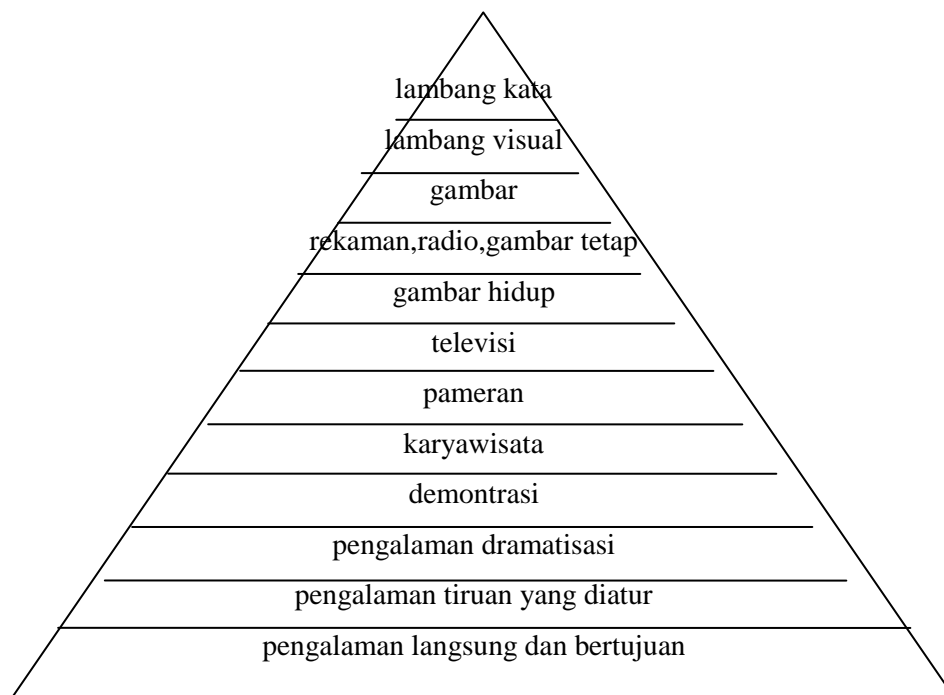 lambang kata
lambang visual
gambar
rekaman,radio,gambar tetap
gambar hidup
televisi
pameran
karyawisata
demontrasi
pengalaman dramatisasi
pengalaman tiruan yang diatur
pengalaman langsung dan bertujuan